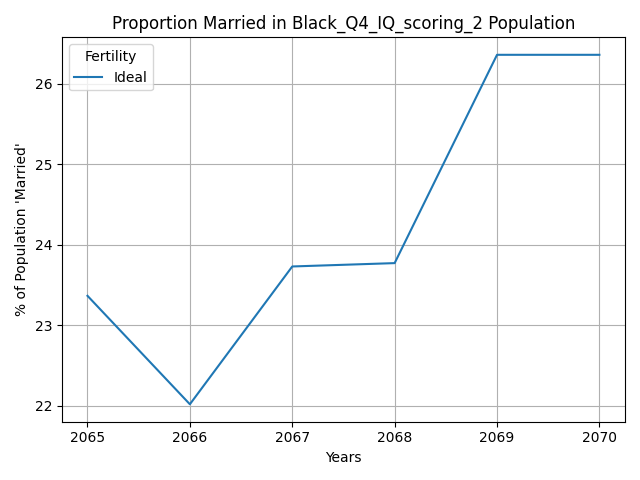 Proportion Married in Black_Q4_IQ_scoring_2 Population
Fertility
Ideal
% of Population 'Married'
26
25
24
23
22
2065 2066 2067 2068 2069 2070
Years